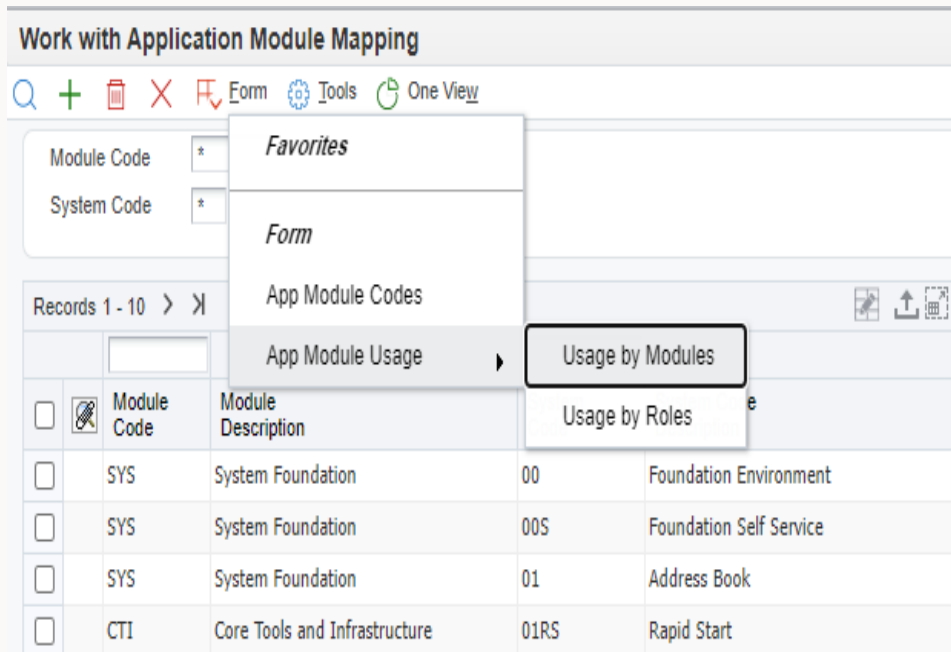 Work with Application Module Mapping
Form Tools One View
Favorites
Module Code *
System Code *
Form
App Module Codes
Records 1 - 10
App Module Usage
Usage by Modules
Usage by Roles
Module Code
Module Description
SYS System Foundation 00 Foundation Environment
SYS System Foundation 00S Foundation Self Service
SYS System Foundation 01 Address Book
CTI Core Tools and Infrastructure 01RS Rapid Start